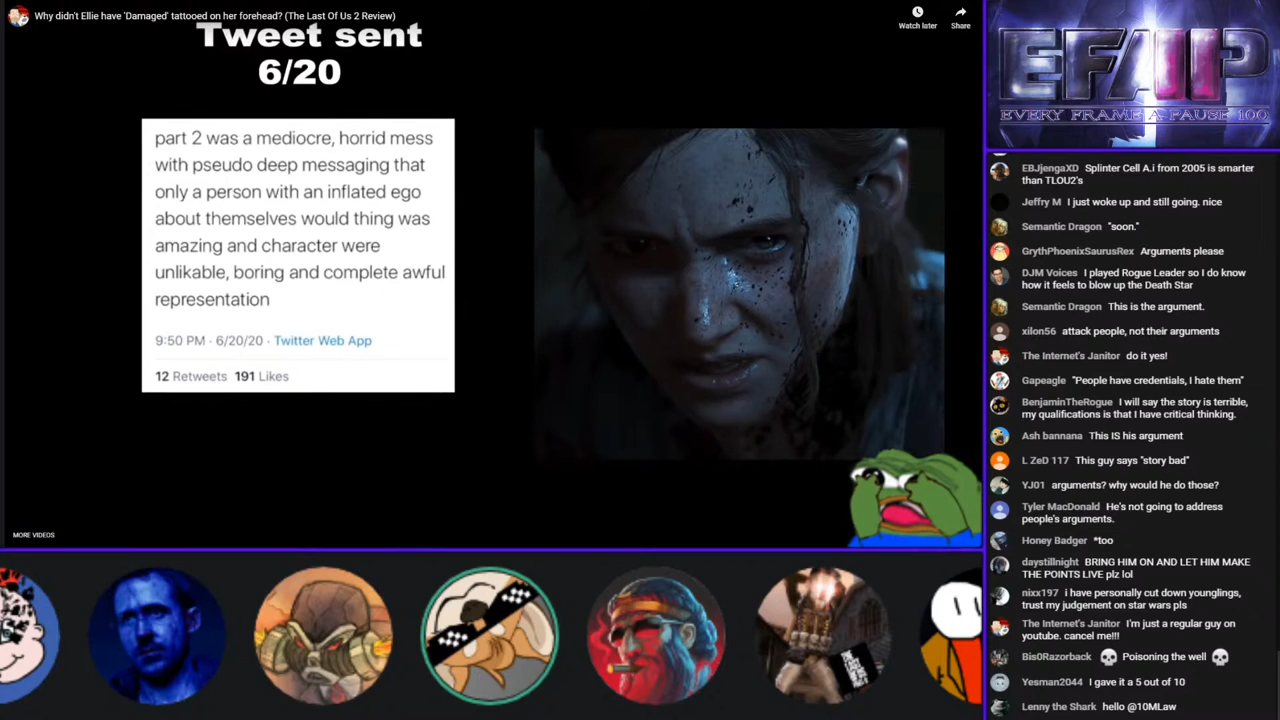 Why didn't Ellie have 'Damaged' tattooed on her forehead? (The Last Of Us 2 Review)
Watch later
Share
Tweet sent
6/20
part 2 was a mediocre, horrid mess
with pseudo deep messaging that
only a person with an inflated ego
about themselves would thing was
amazing and character were
unlikable, boring and complete awful
representation
9:50 PM · 6/20/20 · Twitter Web App
12 Retweets 191 Likes
MORE VIDEOS
EFAP
EVERY FRAME A PAUSE 100
EBJjengaXD Splinter Cell A.i from 2005 is smarter
than TLOU2's
Jeffry M I just woke up and still going. nice
Semantic Dragon "soon."
GrythPhoenixSaurusRex Arguments please
DJM Voices I played Rogue Leader so I do know
how it feels to blow up the Death Star
Semantic Dragon This is the argument.
xilon56 attack people, not their arguments
The Internet's Janitor do it yes!
Gapeagle "People have credentials, I hate them"
BenjaminTheRogue I will say the story is terrible,
my qualifications is that I have critical thinking.
Ash bannana This IS his argument
L ZeD 117 This guy says "story bad"
YJ01 arguments? why would he do those?
Tyler MacDonald He's not going to address
people's arguments.
Honey Badger *too
daystillnight BRING HIM ON AND LET HIM MAKE
THE POINTS LIVE plz lol
nixx197 i have personally cut down younglings,
trust my judgement on star wars pls
The Internet's Janitor I'm just a regular guy on
youtube. cancel me!!!
Bis0Razorback 💀 Poisoning the well 💀
Yesman2044 I gave it a 5 out of 10
Lenny the Shark hello @10MLaw